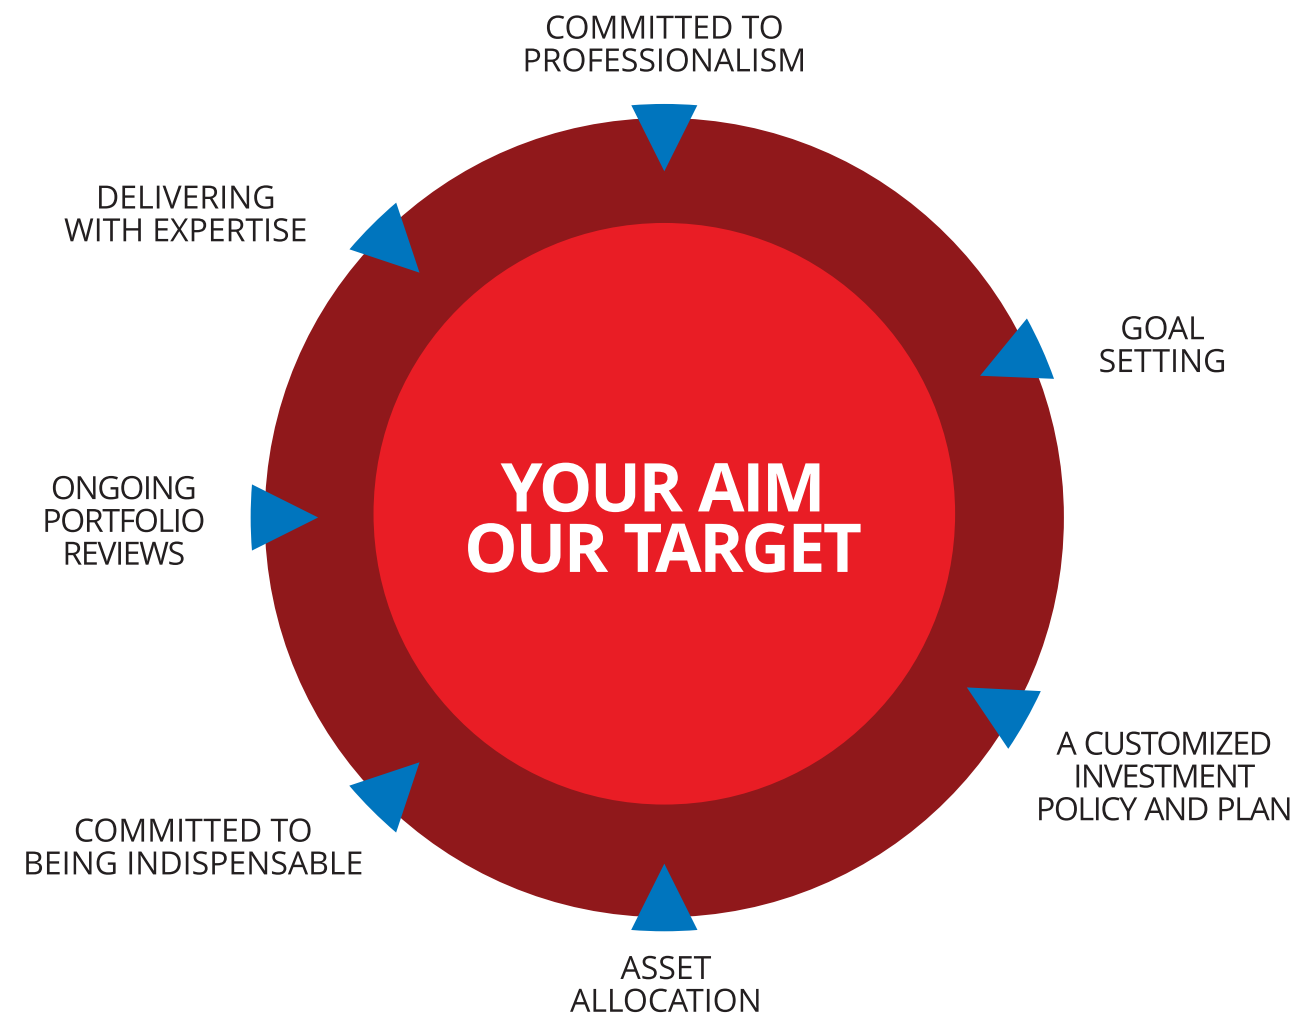 COMMITTED TO
PROFESSIONALISM
DELIVERING
WITH EXPERTISE
GOAL
SETTING
YOUR AIM
OUR TARGET
ONGOING
PORTFOLIO
REVIEWS
A CUSTOMIZED
INVESTMENT
POLICY AND PLAN
COMMITTED TO
BEING INDISPENSABLE
ASSET
ALLOCATION